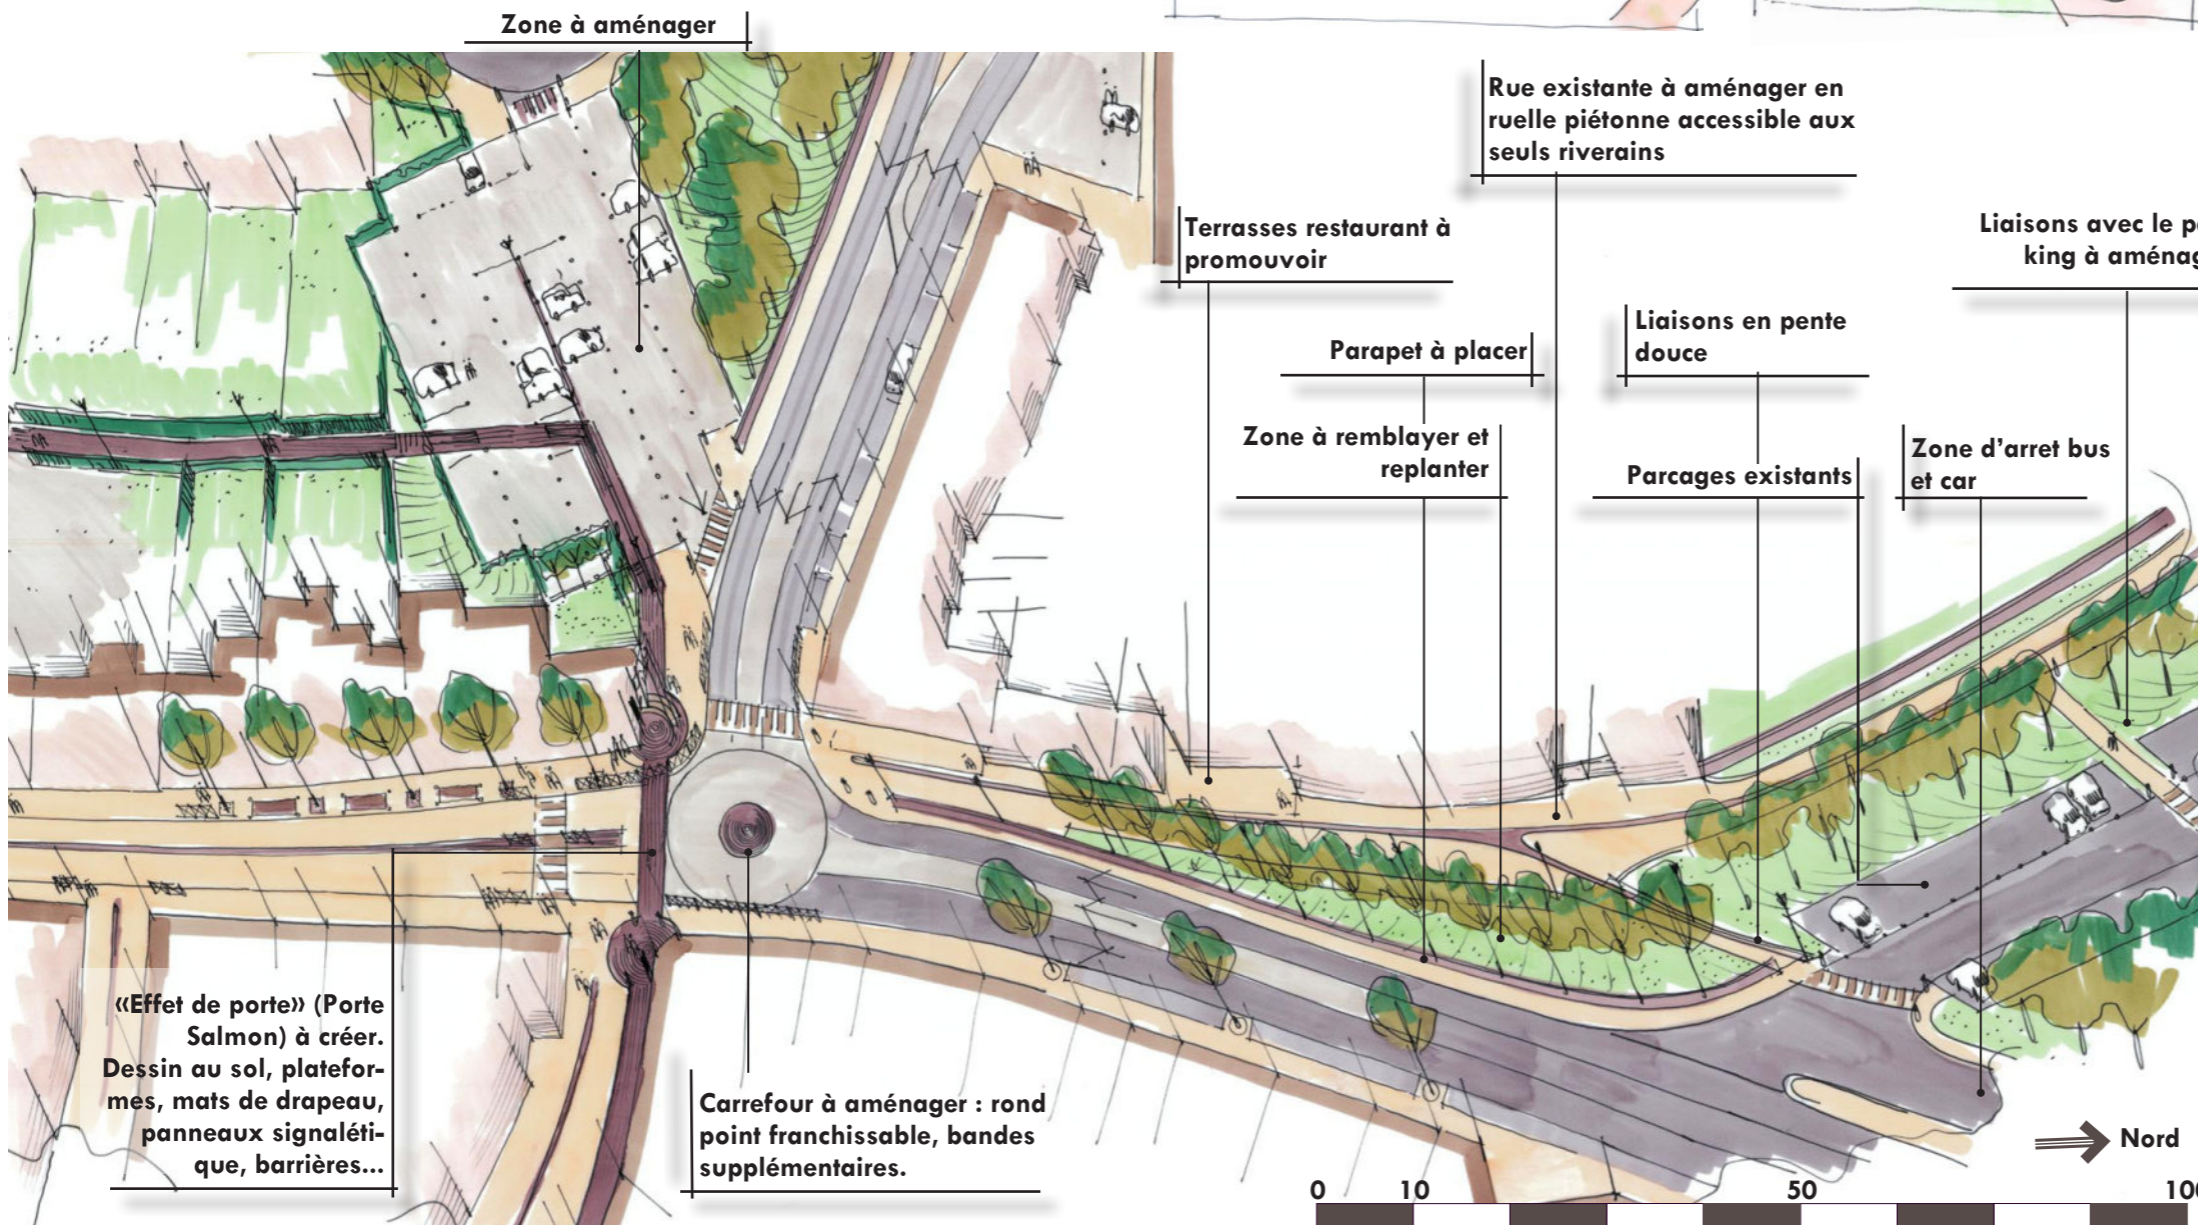 Zone à aménager
Rue existante à aménager en
ruelle piétonne accessible aux
seuls riverains
Terrasses restaurant à
promouvoir
Liaisons avec le
king à
Liaisons en pente
douce
Parapet à placer
Zone à remblayer et
replanter
Parcages existants
Zone d’arret bus
et car
«Effet de porte» (Porte
Salmon) à créer.
Dessin au sol, platefor-
mes, mats de drapeau,
panneaux signaléti-
que, barrières...
Carrefour à aménager : rond
point franchissable, bandes
supplémentaires.
Nord
0 10 50 100